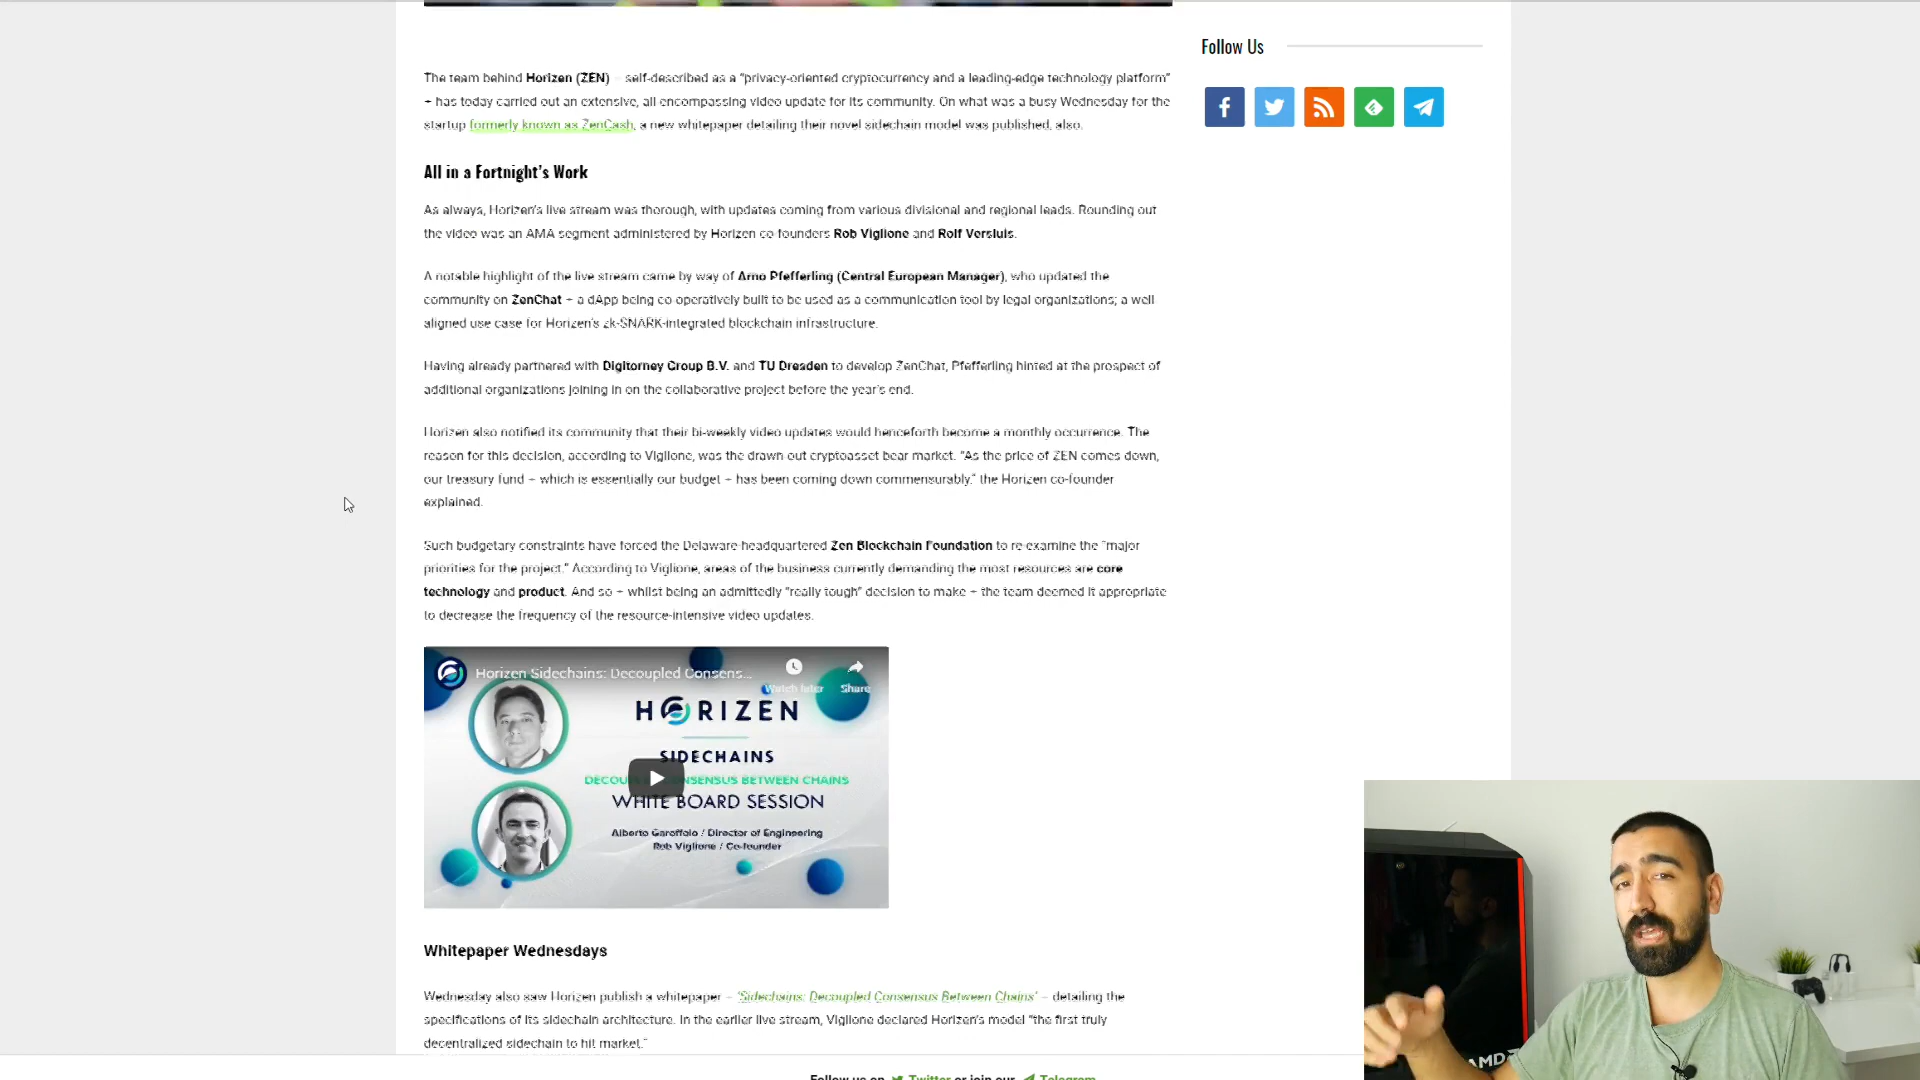 Follow Us
The team behind Horizen (ZEN) – self-described as a “privacy-oriented cryptocurrency and a leading-edge technology platform”
– has today carried out an extensive, all encompassing video update for its community. On what was a busy Wednesday for the
startup formerly known as ZenCash, a new whitepaper detailing their novel sidechain model was published, also.
All in a Fortnight’s Work
As always, Horizen’s live stream was thorough, with updates coming from various divisional and regional leads. Rounding out
the video was an AMA segment administered by Horizen co-founders Rob Viglione and Rolf Versluis.
A notable highlight of the live stream came by way of Arno Pfefferling (Central European Manager), who updated the
community on ZenChat – a dApp being co-operatively built to be used as a communication tool by legal organizations; a well
aligned use case for Horizen’s zk-SNARK-integrated blockchain infrastructure.
Having already partnered with Digitorney Group B.V. and TU Dresden to develop ZenChat, Pfefferling hinted at the prospect of
additional organizations joining in on the collaborative project before the year’s end.
Horizen also notified its community that their bi-weekly video updates would henceforth become a monthly occurrence. The
reason for this decision, according to Viglione, was the drawn out cryptoasset bear market. “As the price of ZEN comes down,
our treasury fund – which is essentially our budget – has been coming down commensurably.” the Horizen co-founder
explained.
Such budgetary constraints have forced the Delaware-headquartered Zen Blockchain Foundation to re-examine the “major
priorities for the project.” According to Viglione, areas of the business currently demanding the most resources are core
technology and product. And so – whilst being an admittedly “really tough” decision to make – the team deemed it appropriate
to decrease the frequency of the resource-intensive video updates.
Horizen Sidechains: Decoupled Consens...
Watch later Share
HORIZEN
SIDECHAINS
CONSENSUS BETWEEN CHAINS
WHITE BOARD SESSION
Alberto Garoffolo / Director of Engineering
Rob Viglione / Co-founder
Whitepaper Wednesdays
Wednesday also saw Horizen publish a whitepaper – ‘Sidechains: Decoupled Consensus Between Chains’ – detailing the
specifications of its sidechain architecture. In the earlier live stream, Viglione declared Horizen’s model “the first truly
decentralized sidechain to hit market.”
Follow us on Twitter or join our Telegram
AMD